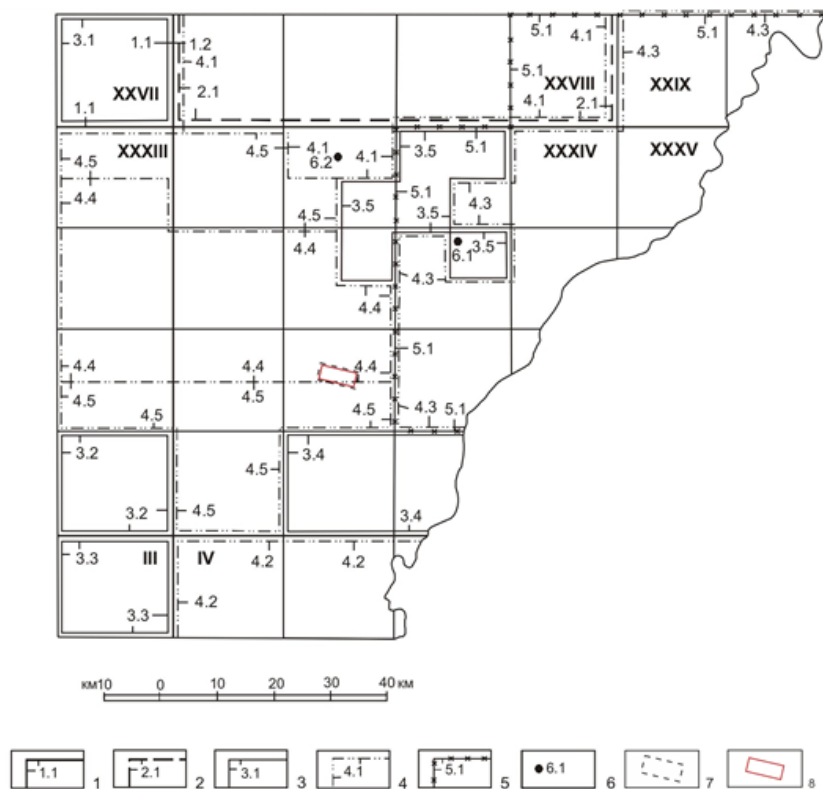 5.1 4.1 5.1 4.3
3.1 1.1 1.2 4.3
4.1 5.1
XXVII 2.1 XXVIII XXIX
1.1 4.1 2.1
XXXIII 4.5 4.1 4.1 3.5 5.1 XXXIV XXXV
4.5 6.2
4.4 5.1
4.5 3.5 3.5 4.3
4.4 6.1 3.5
4.3
4.4
5.1
4.4 4.4 4.4
4.5 4.5
4.5 4.5 4.3 5.1
3.2 3.4
4.5
3.2 4.5 3.4
3.3 III IV 4.2 4.2
4.2
3.3
км10 0 10 20 30 40 км
1.1 1 2.1 2 3.1 3 4.1 4 5.1 5 6.1 6 7 8